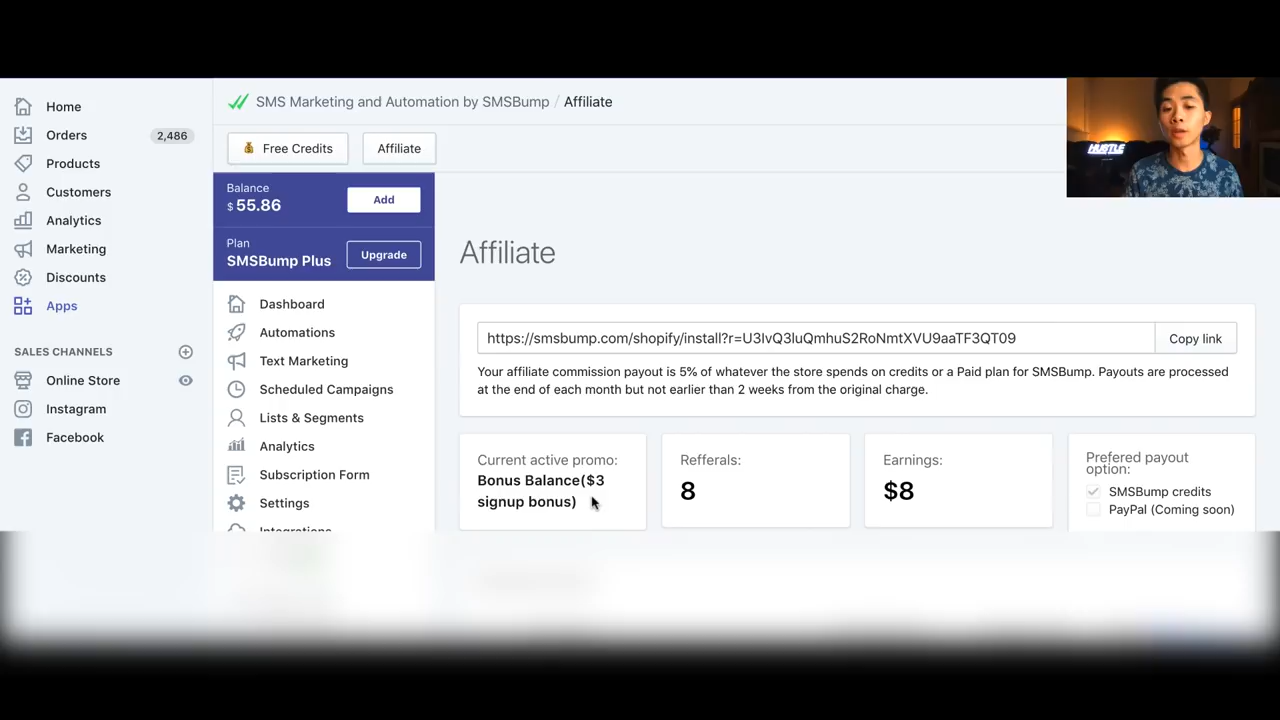 Home
Orders 2,486
Products
Customers
Analytics
Marketing
Discounts
Apps
SALES CHANNELS
Online Store
Instagram
Facebook
SMS Marketing and Automation by SMSBump / Affiliate
Free Credits Affiliate
Balance
$ 55.86 Add
Plan
SMSBump Plus Upgrade
Dashboard
Automations
Text Marketing
Scheduled Campaigns
Lists & Segments
Analytics
Subscription Form
Settings
Integrations
Affiliate
https://smsbump.com/shopify/install?r=U3IvQ3luQmhuS2RoNmtXVU9aaTF3QT09 Copy link
Your affiliate commission payout is 5% of whatever the store spends on credits or a Paid plan for SMSBump. Payouts are processed
at the end of each month but not earlier than 2 weeks from the original charge.
Current active promo:
Bonus Balance($3
signup bonus)
Refferals:
8
Earnings:
$8
Prefered payout
option:
SMSBump credits
PayPal (Coming soon)
HUSTLE